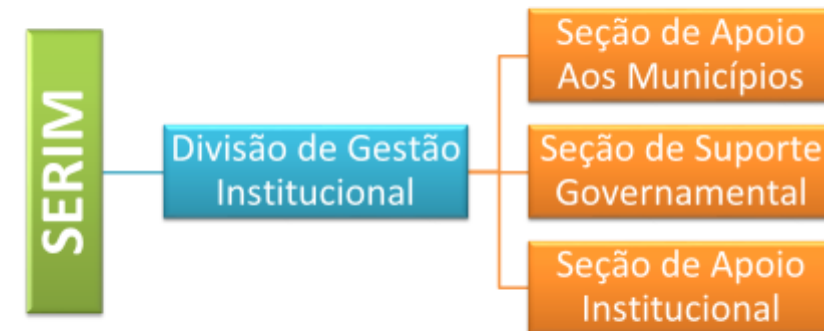 SERIM
Divisão de Gestão
Institucional
Seção de Apoio
Aos Municípios
Seção de Suporte
Governamental
Seção de Apoio
Institucional